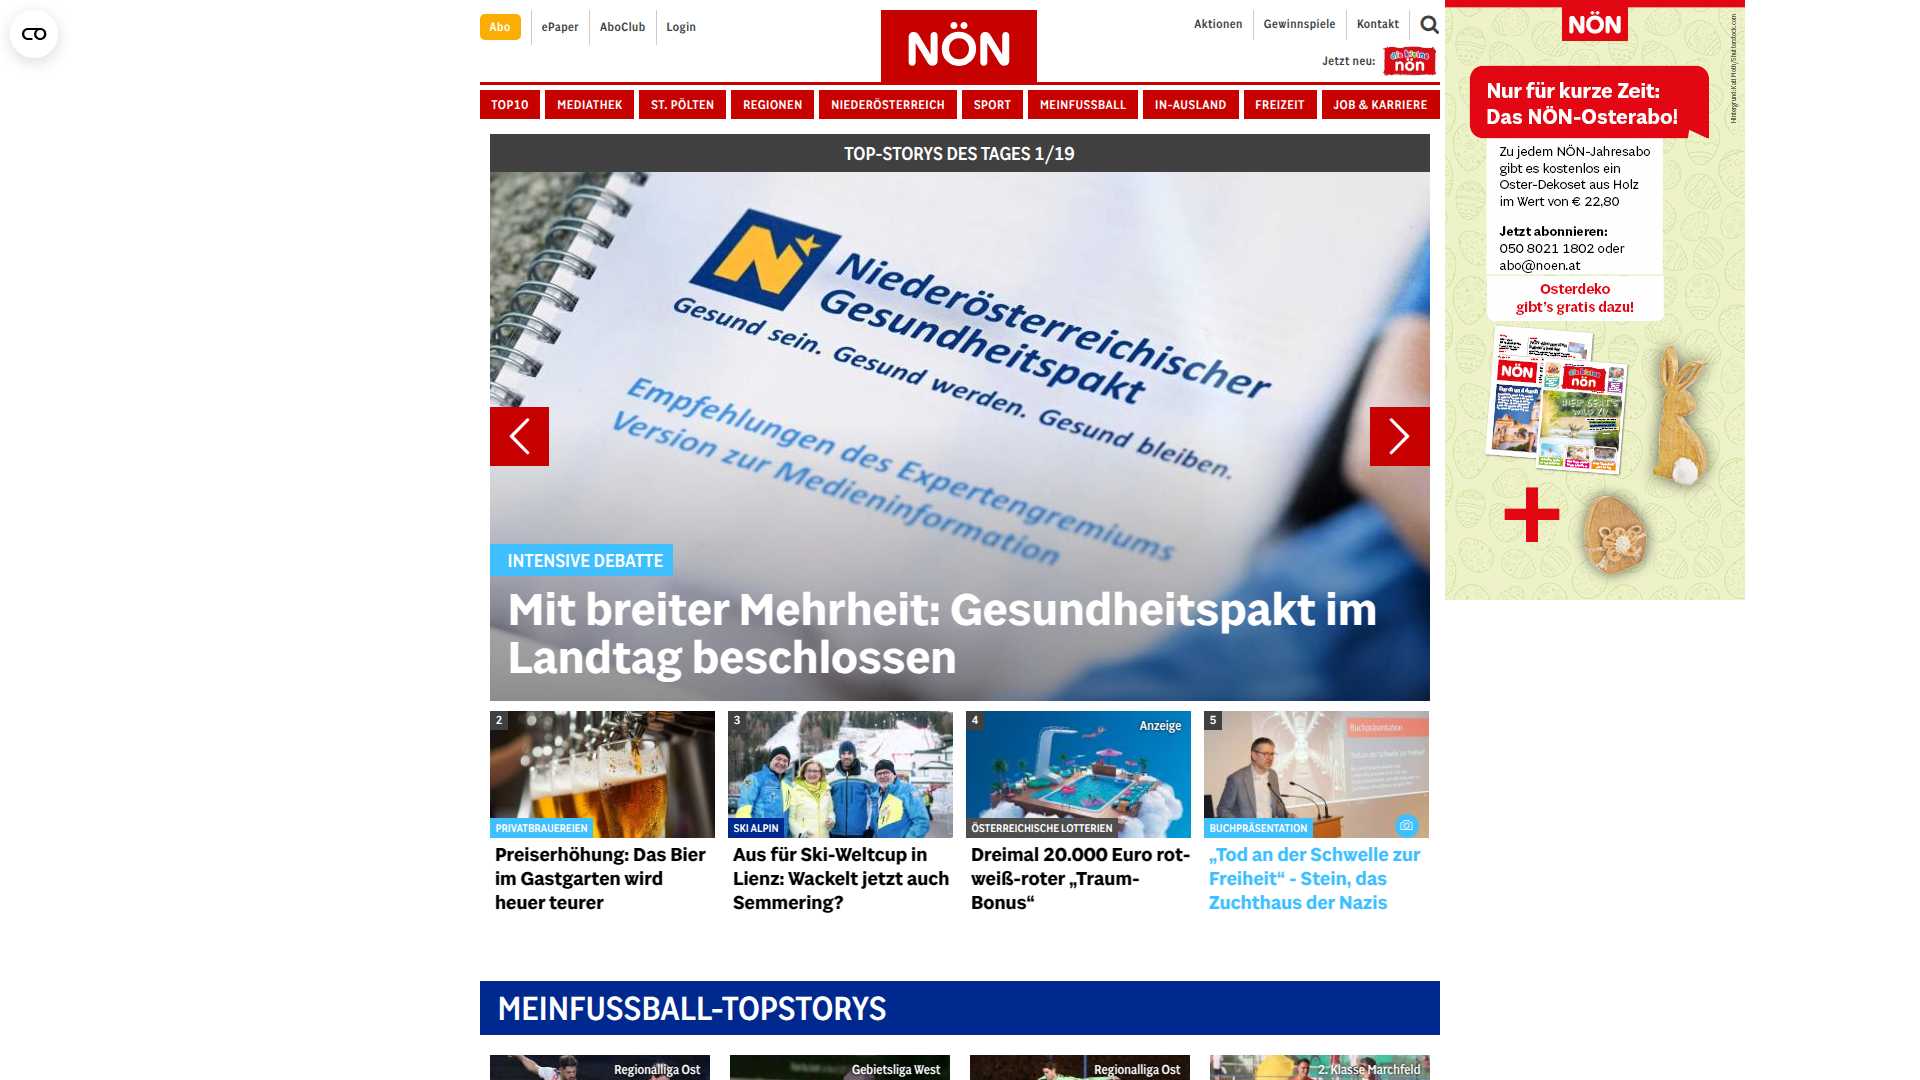 Abo
ePaper
AboClub
Login
NÖN
Aktionen
Gewinnspiele
Kontakt
Jetzt neu:
die kleine
nön
TOP10
MEDIATHEK
ST. PÖLTEN
REGIONEN
NIEDERÖSTERREICH
SPORT
MEINFUSSBALL
IN-AUSLAND
FREIZEIT
JOB & KARRIERE
TOP-STORYS DES TAGES 1/19
N
Niederösterreichischer
Gesundheitspakt
Gesund sein. Gesund werden. Gesund bleiben.
Empfehlungen des Expertengremiums
Version zur Medieninformation
INTENSIVE DEBATTE
Mit breiter Mehrheit: Gesundheitspakt im
Landtag beschlossen
2
PRIVATBRAUEREIEN
Preiserhöhung: Das Bier
im Gastgarten wird
heuer teurer
3
SKI ALPIN
Aus für Ski-Weltcup in
Lienz: Wackelt jetzt auch
Semmering?
4
Anzeige
ÖSTERREICHISCHE LOTTERIEN
Dreimal 20.000 Euro rot-
weiß-roter „Traum-
Bonus“
5
Buchpräsentation
BUCHPRÄSENTATION
„Tod an der Schwelle zur
Freiheit“ - Stein, das
Zuchthaus der Nazis
MEINFUSSBALL-TOPSTORYS
Regionalliga Ost
Gebietsliga West
Regionalliga Ost
2. Klasse Marchfeld
NÖN
Nur für kurze Zeit:
Das NÖN-Osterabo!
Zu jedem NÖN-Jahresabo
gibt es kostenlos ein
Oster-Dekoset aus Holz
im Wert von € 22,80
Jetzt abonnieren:
050 8021 1802 oder
abo@noen.at
Osterdeko
gibt's gratis dazu!
NÖN
die kleine
nön